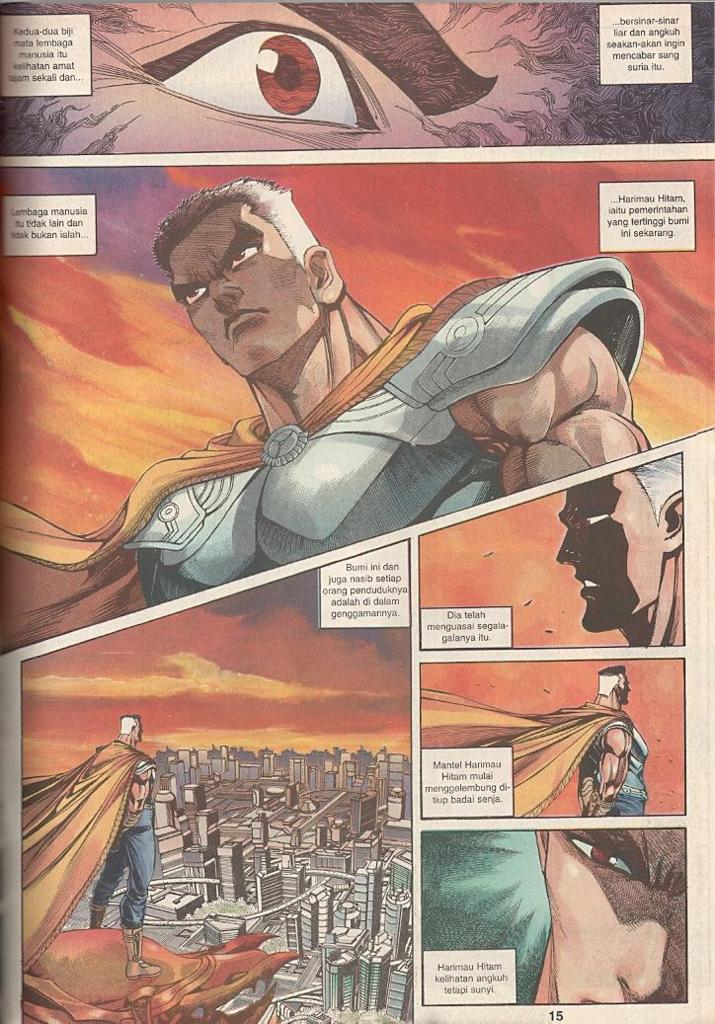 Kedua-dua biji
mata lembaga
manusia itu
kelihatan amat
sekali dan...
...bersinar-sinar
liar dan angkuh
seakan-akan ingin
mencabar sang
suria itu.
Lembaga manusia
itu tidak lain dan
tidak bukan ialah...
...Harimau Hitam,
iaitu pemerintahan
yang tertinggi bumi
ini sekarang.
Bumi ini dan
juga nasib setiap
orang penduduknya
adalah di dalam
genggamannya.
Dia telah
menguasai segala-
galanya itu.
Mantel Harimau
Hitam mulai
menggelembung di-
tiup badai senja.
Harimau Hitam
kelihatan angkuh
tetapi sunyi.
15